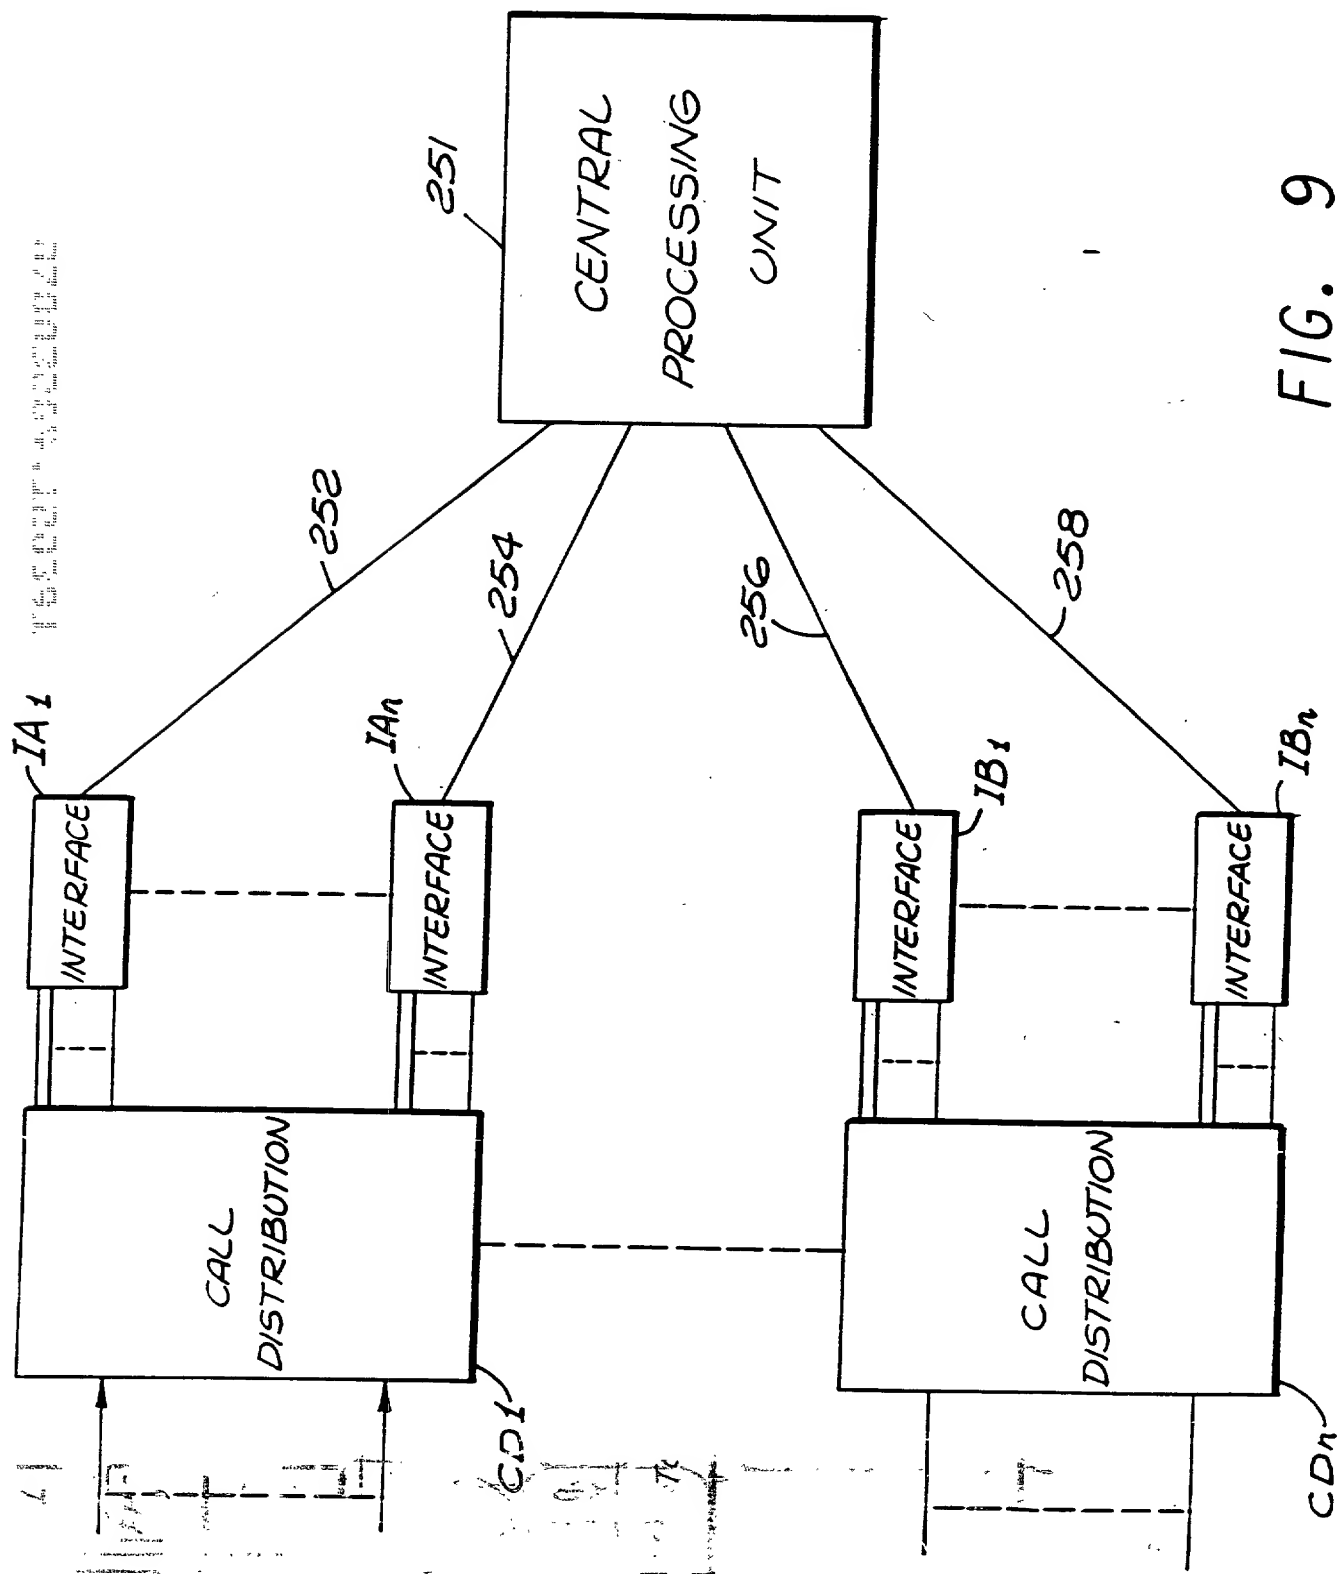 IA1
INTERFACE
252
251
CENTRAL
PROCESSING
UNIT
CALL
DISTRIBUTION
CD1
IAn
INTERFACE
254
256
INTERFACE
IB1
258
CALL
DISTRIBUTION
CDn
INTERFACE
IBn
FIG. 9